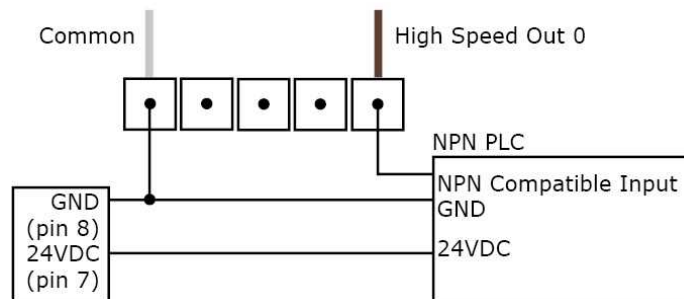 Common
High Speed Out 0
NPN PLC
NPN Compatible Input
GND
24VDC
GND
(pin 8)
24VDC
(pin 7)